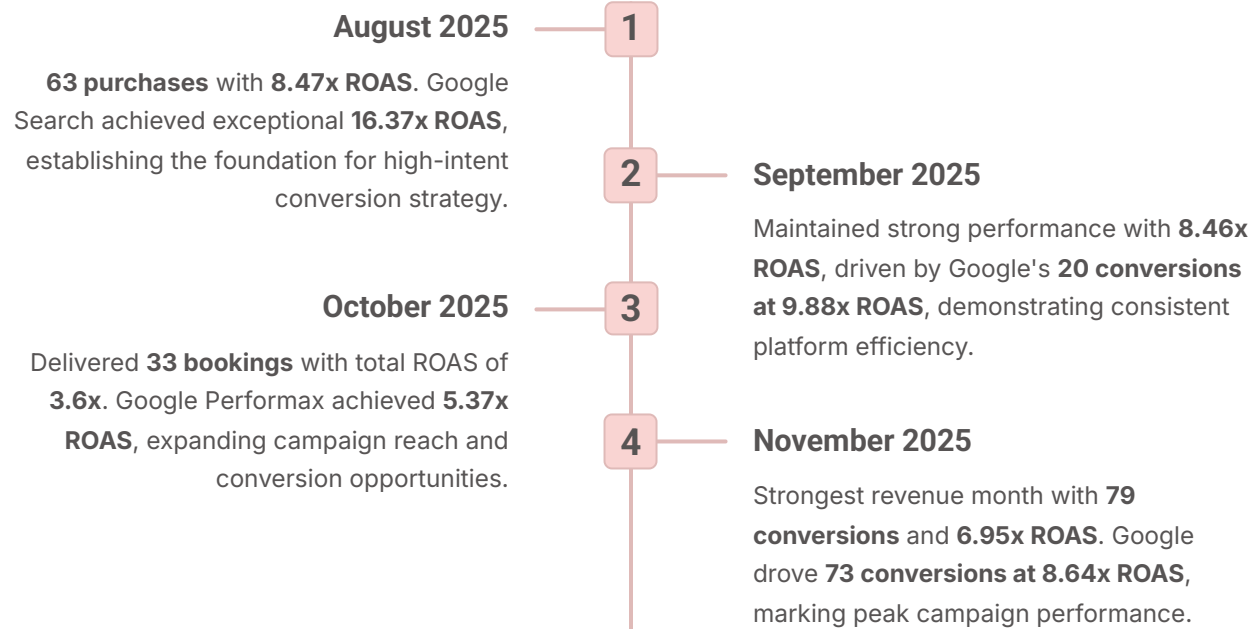 August 2025
1
63 purchases with 8.47x ROAS. Google
Search achieved exceptional 16.37x ROAS,
establishing the foundation for high-intent
conversion strategy.
2
September 2025
Maintained strong performance with 8.46x
ROAS, driven by Google's 20 conversions
at 9.88x ROAS, demonstrating consistent
platform efficiency.
October 2025
3
Delivered 33 bookings with total ROAS of
3.6x. Google Performax achieved 5.37x
ROAS, expanding campaign reach and
conversion opportunities.
4
November 2025
Strongest revenue month with 79
conversions and 6.95x ROAS. Google
drove 73 conversions at 8.64x ROAS,
marking peak campaign performance.